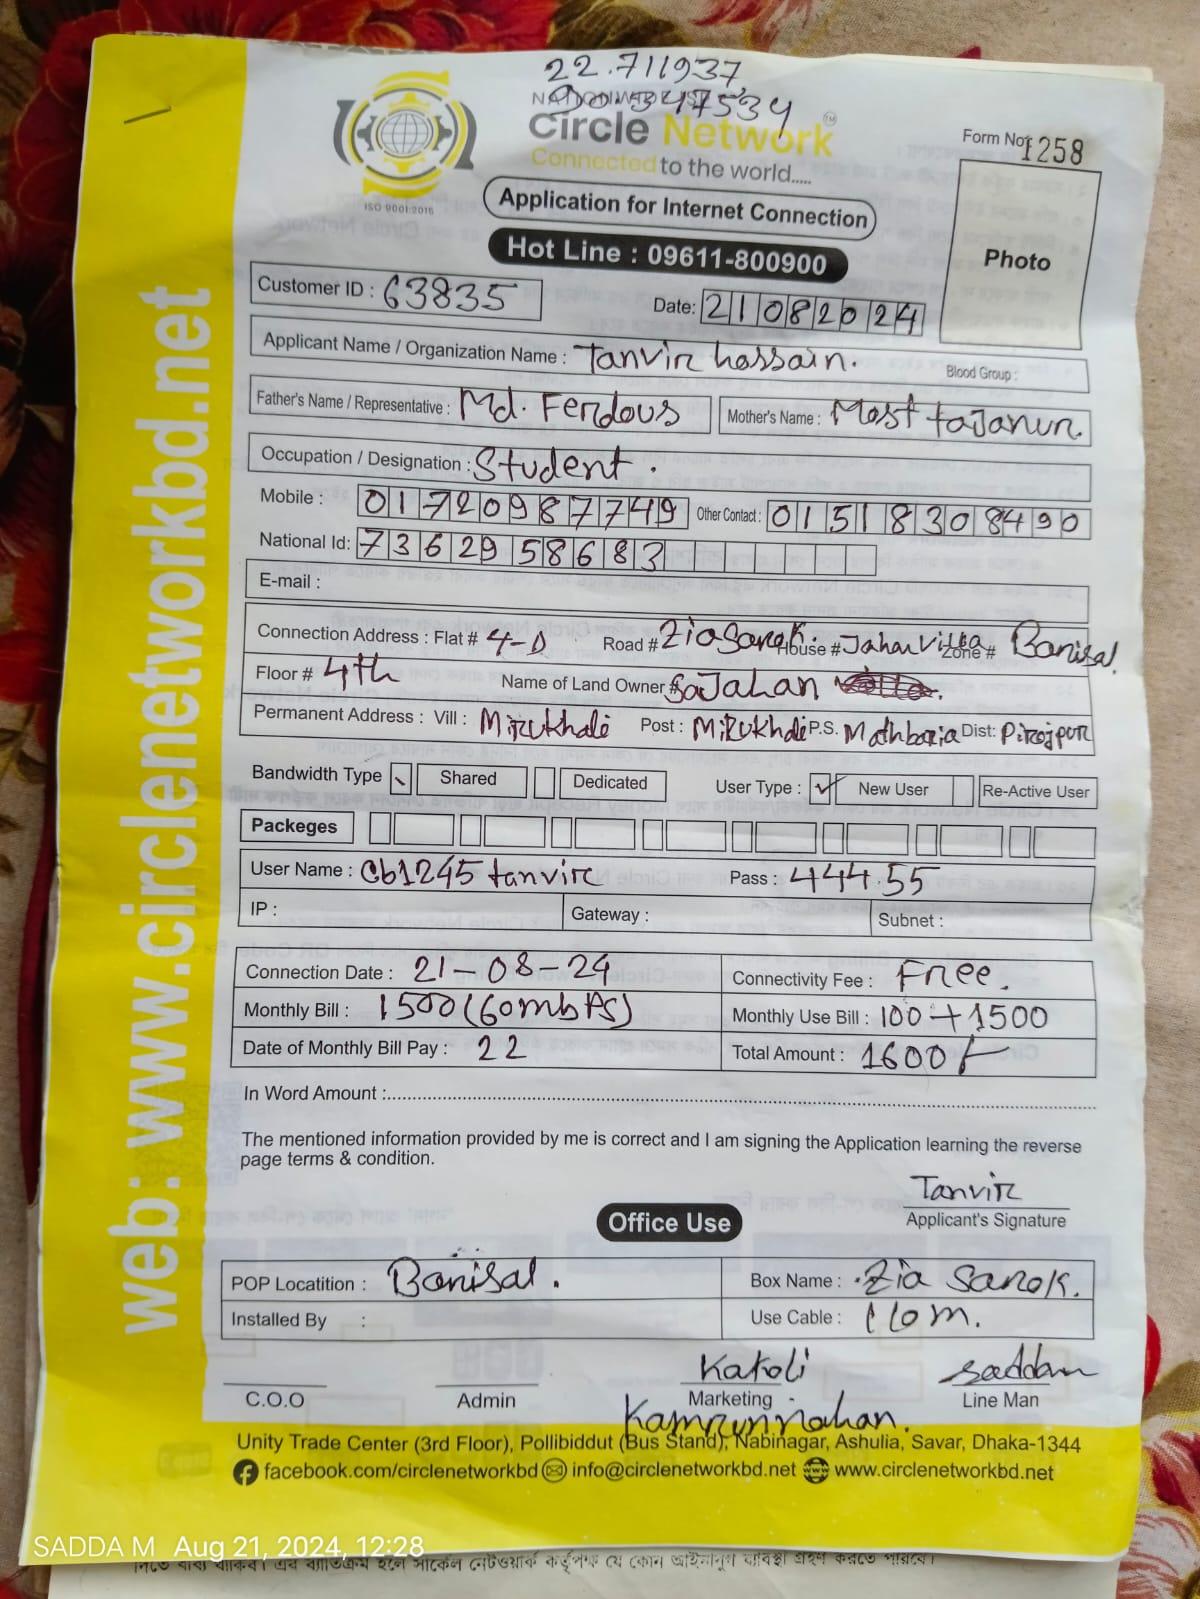 22.711937,
90.347534
NATIONWIDE ISP
Circle Network TM
Connected to the world.....
ISO 9001:2015
Form No: 1258
Application for Internet Connection
Hot Line : 09611-800900
Photo
Customer ID : 63835
Date: 21082024
Applicant Name / Organization Name : Tanvir hossain.
Blood Group :
Father's Name / Representative : Md. Ferdous
Mother's Name : Most tajanur.
Occupation / Designation : Student.
Mobile : 01720987749
Other Contact : 01518308490
National Id: 7362958683
E-mail :
Connection Address : Flat # 4-D Road # Zia Sarak. House # Jahan Villa Zone # Barisal.
Floor # 4th Name of Land Owner # SaJahan
Permanent Address : Vill : Mirukhali Post : Mirukhali P.S. Mathbaria Dist: Pirojpur
Bandwidth Type Shared Dedicated User Type : ✓ New User Re-Active User
Packeges
User Name : cb1245tanvir Pass : 444.55
IP : Gateway : Subnet :
Connection Date : 21-08-24 Connectivity Fee : Free.
Monthly Bill : 1500 (60mbps) Monthly Use Bill : 100+1500
Date of Monthly Bill Pay : 22 Total Amount : 1600/-
In Word Amount :
The mentioned information provided by me is correct and I am signing the Application learning the reverse
page terms & condition.
Tanvir
Applicant's Signature
Office Use
POP Locatition : Barisal. Box Name : Zia Sarok.
Installed By : Use Cable : 110m.
Kakoli saddam
C.O.O Admin Marketing Line Man
Kamrunnahar.
Unity Trade Center (3rd Floor), Pollibiddut (Bus Stand), Nabinagar, Ashulia, Savar, Dhaka-1344
facebook.com/circlenetworkbd info@circlenetworkbd.net www.circlenetworkbd.net
web: www.circlenetworkbd.net
SADDA M Aug 21, 2024, 12:28